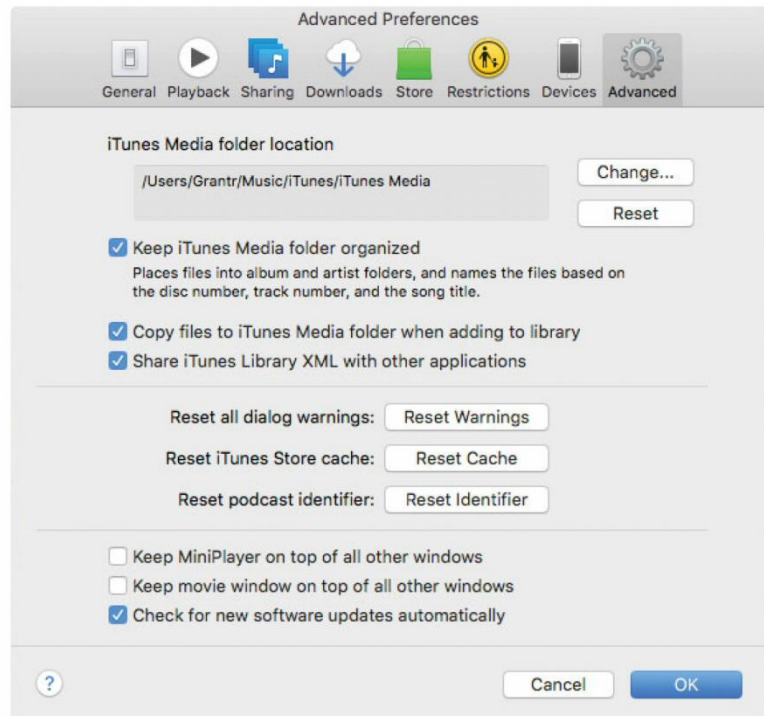 Advanced Preferences
General Playback Sharing Downloads Store Restrictions Devices Advanced
iTunes Media folder location
/Users/Grantr/Music/iTunes/iTunes Media
Change...
Reset
Keep iTunes Media folder organized
Places files into album and artist folders, and names the files based on
the disc number, track number, and the song title.
Copy files to iTunes Media folder when adding to library
Share iTunes Library XML with other applications
Reset all dialog warnings: Reset Warnings
Reset iTunes Store cache: Reset Cache
Reset podcast identifier: Reset Identifier
Keep MiniPlayer on top of all other windows
Keep movie window on top of all other windows
Check for new software updates automatically
? Cancel OK